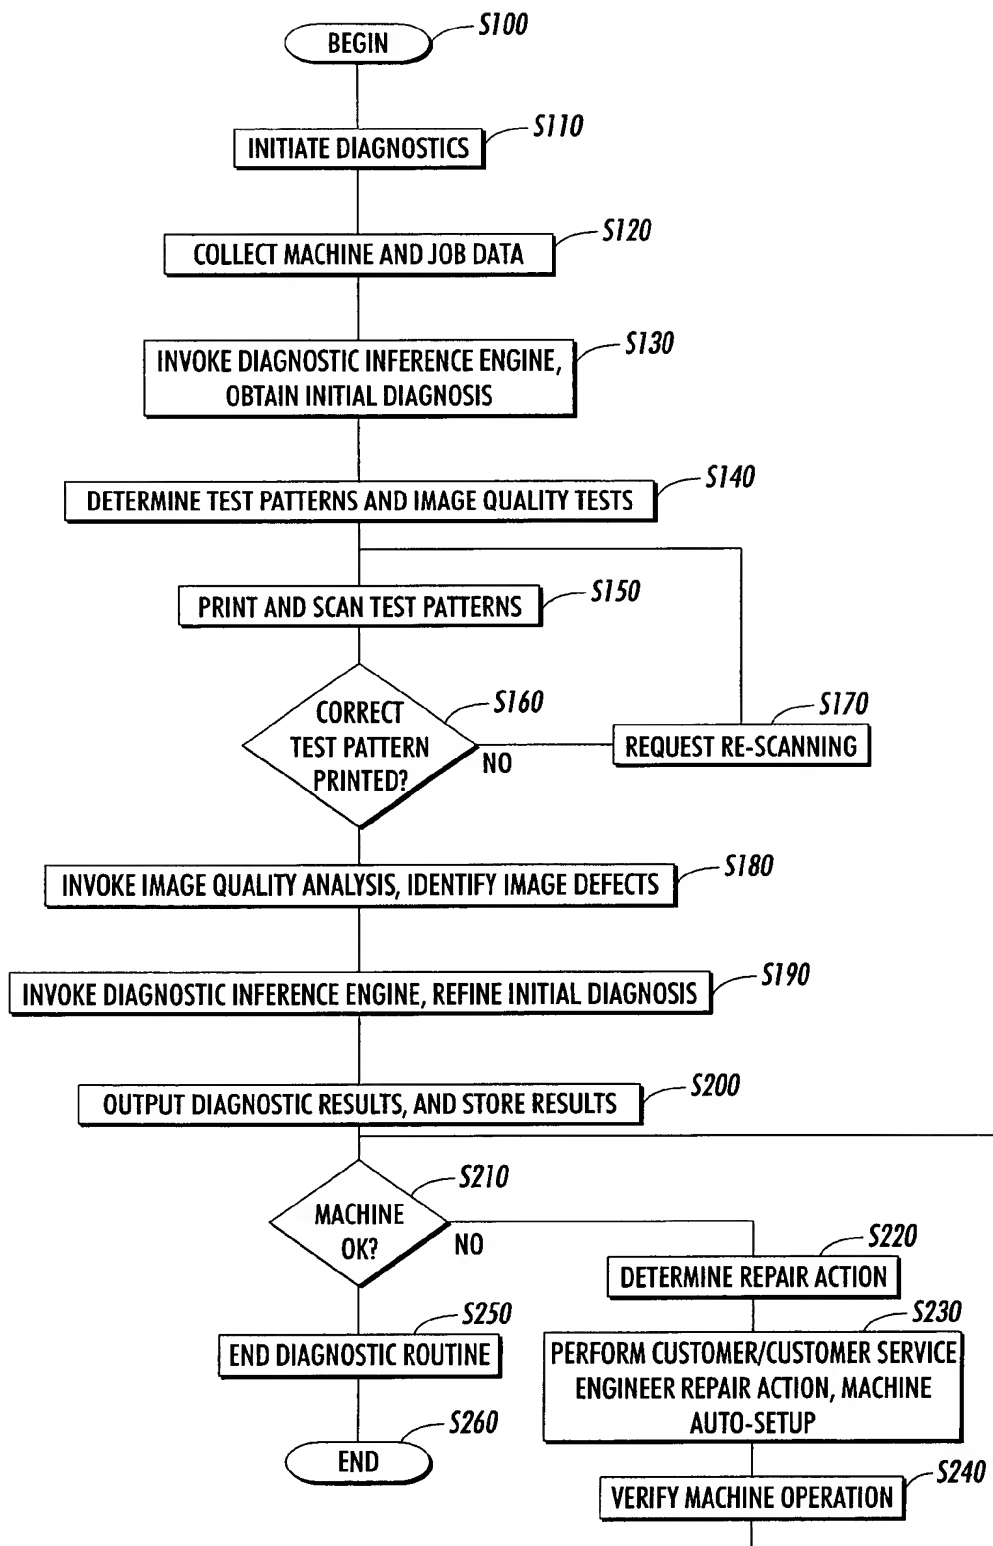 BEGIN
S100
INITIATE DIAGNOSTICS
S110
COLLECT MACHINE AND JOB DATA
S120
INVOKE DIAGNOSTIC INFERENCE ENGINE,
OBTAIN INITIAL DIAGNOSIS
S130
DETERMINE TEST PATTERNS AND IMAGE QUALITY TESTS
S140
PRINT AND SCAN TEST PATTERNS
S150
CORRECT
TEST PATTERN
PRINTED?
S160
NO
REQUEST RE-SCANNING
S170
INVOKE IMAGE QUALITY ANALYSIS, IDENTIFY IMAGE DEFECTS
S180
INVOKE DIAGNOSTIC INFERENCE ENGINE, REFINE INITIAL DIAGNOSIS
S190
OUTPUT DIAGNOSTIC RESULTS, AND STORE RESULTS
S200
MACHINE
OK?
S210
NO
DETERMINE REPAIR ACTION
S220
PERFORM CUSTOMER/CUSTOMER SERVICE
ENGINEER REPAIR ACTION, MACHINE
AUTO-SETUP
S230
VERIFY MACHINE OPERATION
S240
END DIAGNOSTIC ROUTINE
S250
END
S260